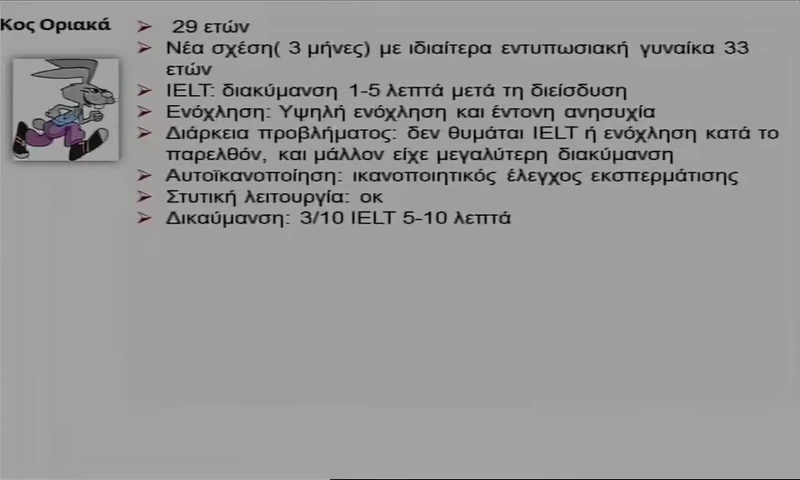 Κος Οριακά
29 ετών
Νέα σχέση( 3 μήνες) με ιδιαίτερα εντυπωσιακή γυναίκα 33
ετών
IELT: διακύμανση 1-5 λεπτά μετά τη διείσδυση
Ενόχληση: Υψηλή ενόχληση και έντονη ανησυχία
Διάρκεια προβλήματος: δεν θυμάται IELT ή ενόχληση κατά το
παρελθόν, και μάλλον είχε μεγαλύτερη διακύμανση
Αυτοϊκανοποίηση: ικανοποιητικός έλεγχος εκσπερμάτισης
Στυτική λειτουργία: οκ
Δικαύμανση: 3/10 IELT 5-10 λεπτά